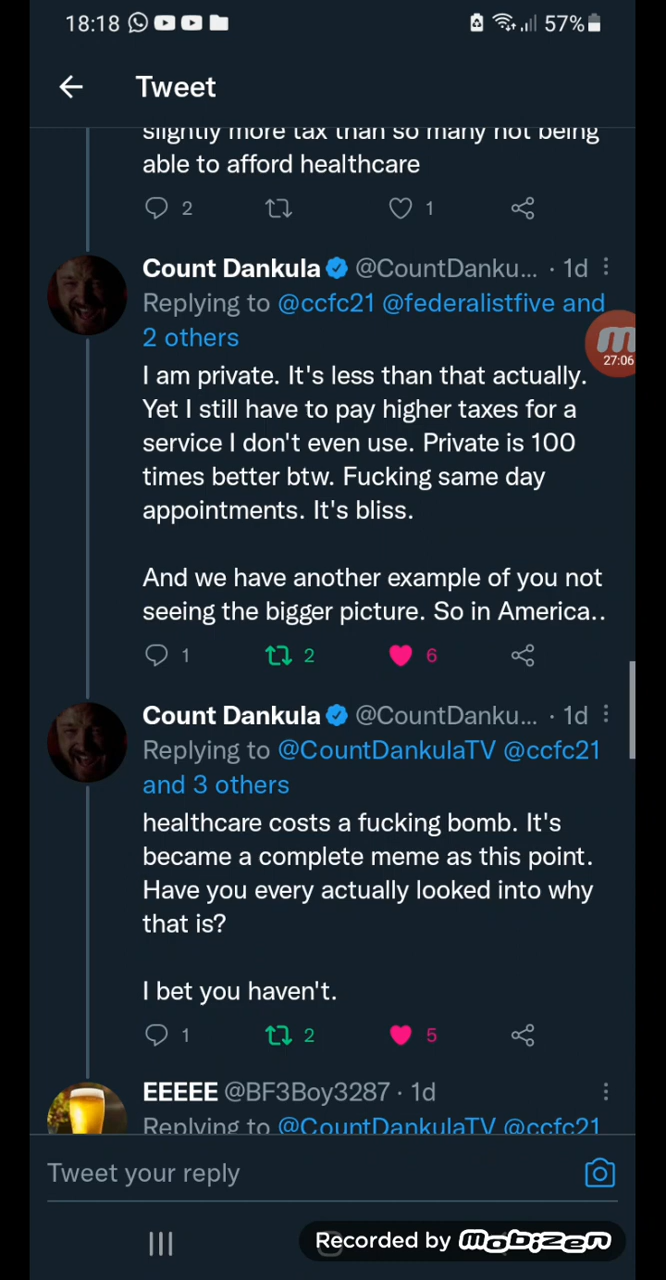 18:18 57%
Tweet
slightly more tax than so many not being
able to afford healthcare
2 1
Count Dankula @CountDanku... · 1d
Replying to @ccfc21 @federalistfive and
2 others
27:06
I am private. It's less than that actually.
Yet I still have to pay higher taxes for a
service I don't even use. Private is 100
times better btw. Fucking same day
appointments. It's bliss.
And we have another example of you not
seeing the bigger picture. So in America..
1 2 6
Count Dankula @CountDanku... · 1d
Replying to @CountDankulaTV @ccfc21
and 3 others
healthcare costs a fucking bomb. It's
became a complete meme as this point.
Have you every actually looked into why
that is?
I bet you haven't.
1 2 5
EEEEE @BF3Boy3287 · 1d
Replying to @CountDankulaTV @ccfc21
Tweet your reply
Recorded by mobizen